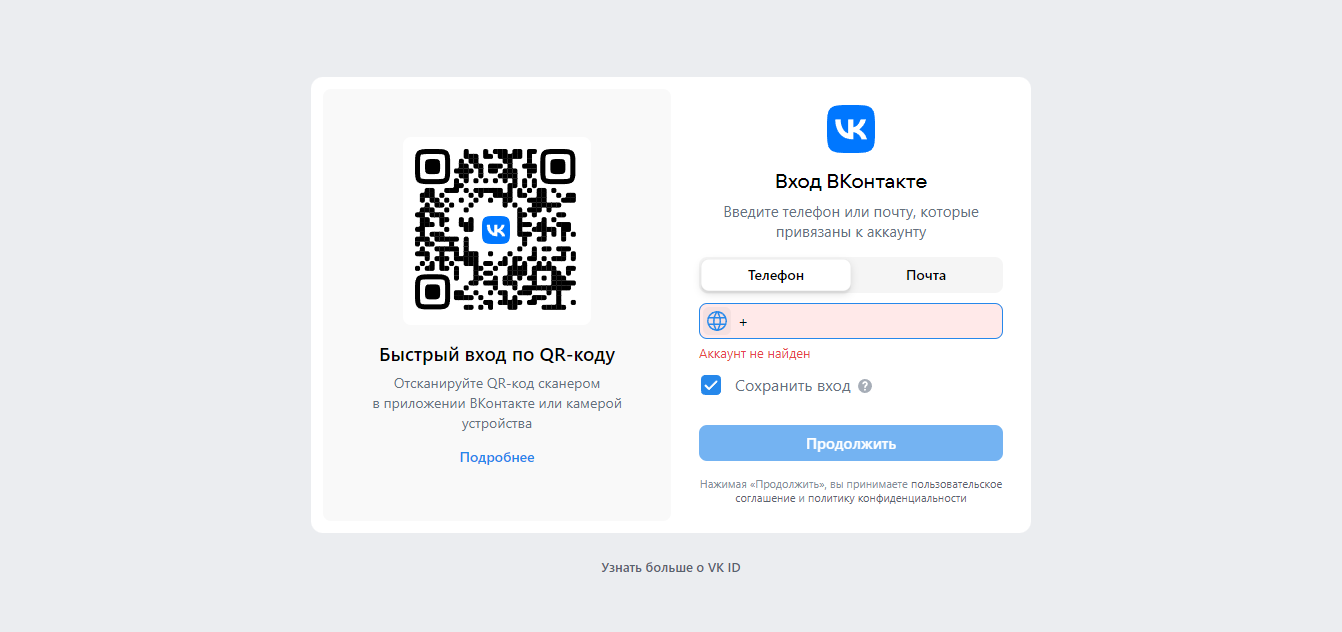 Быстрый вход по QR-коду
Отсканируйте QR-код сканером
в приложении ВКонтакте или камерой
устройства
Подробнее
Вход ВКонтакте
Введите телефон или почту, которые
привязаны к аккаунту
Телефон
Почта
+
Аккаунт не найден
Сохранить вход ?
Продолжить
Нажимая «Продолжить», вы принимаете пользовательское
соглашение и политику конфиденциальности
Узнать больше о VK ID